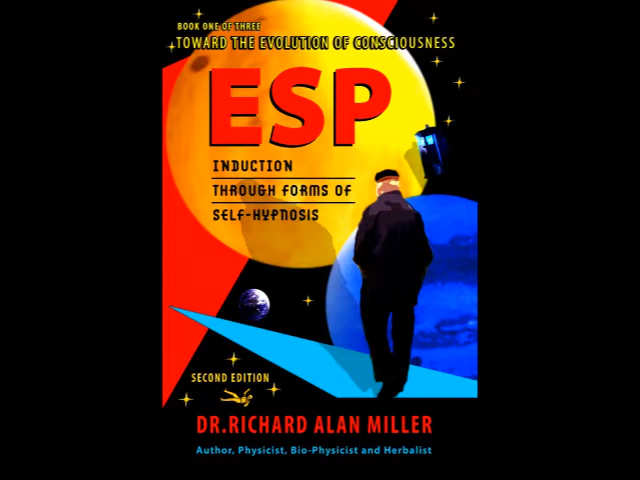 BOOK ONE OF THREE
TOWARD THE EVOLUTION OF CONSCIOUSNESS
ESP
INDUCTION
THROUGH FORMS OF
SELF-HYPNOSIS
SECOND EDITION
DR.RICHARD ALAN MILLER
Author, Physicist, Bio-Physicist and Herbalist